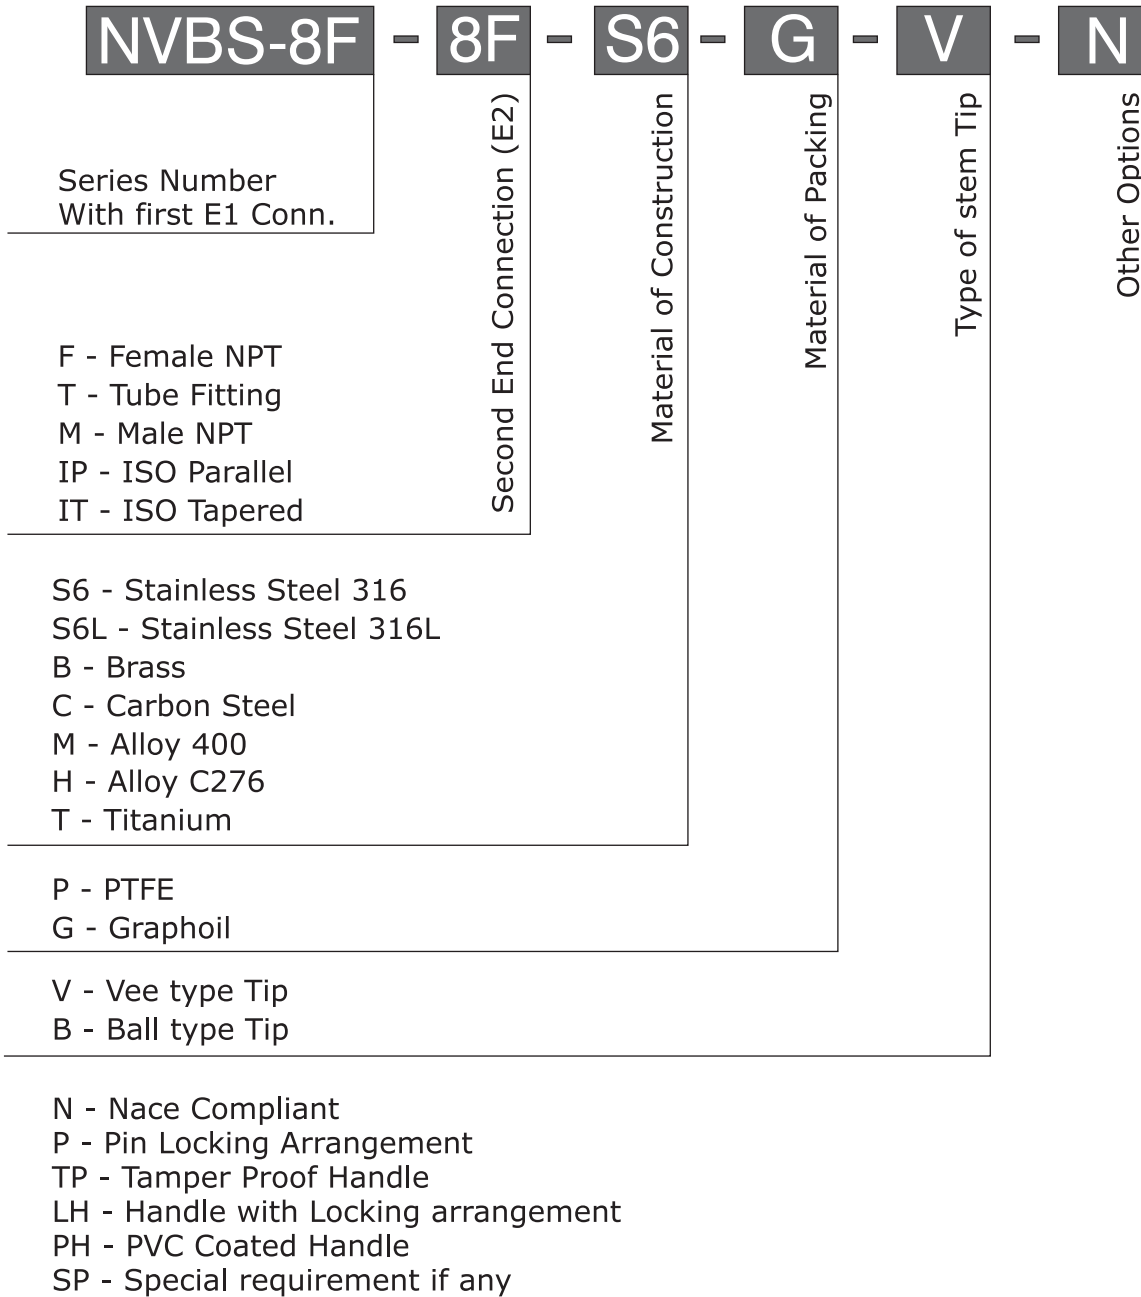 NVBS-8F - 8F - S6 - G - V - N
Series Number
With first E1 Conn.
Second End Connection (E2)
Material of Construction
Material of Packing
Type of stem Tip
Other Options
F - Female NPT
T - Tube Fitting
M - Male NPT
IP - ISO Parallel
IT - ISO Tapered
S6 - Stainless Steel 316
S6L - Stainless Steel 316L
B - Brass
C - Carbon Steel
M - Alloy 400
H - Alloy C276
T - Titanium
P - PTFE
G - Graphoil
V - Vee type Tip
B - Ball type Tip
N - Nace Compliant
P - Pin Locking Arrangement
TP - Tamper Proof Handle
LH - Handle with Locking arrangement
PH - PVC Coated Handle
SP - Special requirement if any